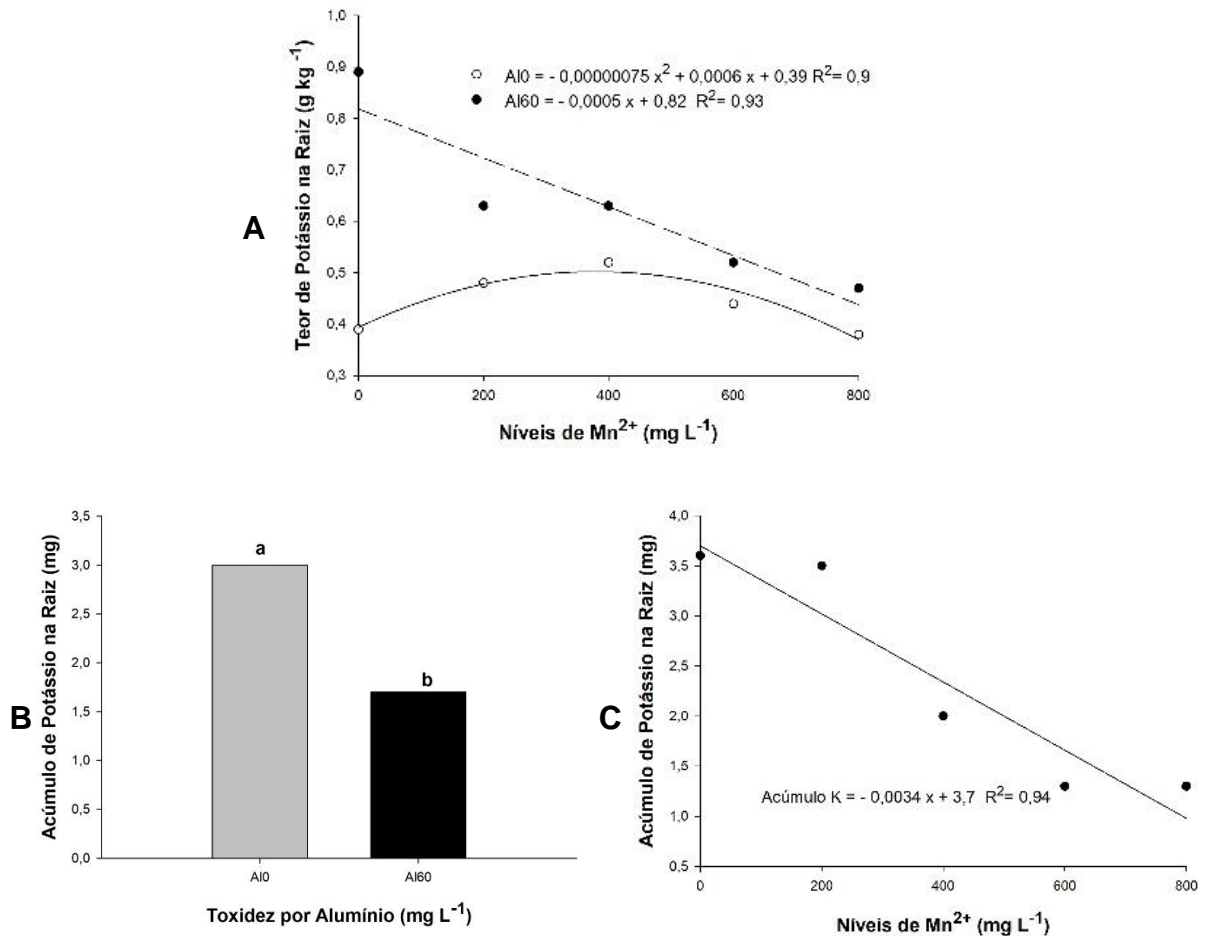 1,0
0,9
0,8
0,7
0,6
0,5
0,4
0,3
0
200
400
600
800
Teor de Potássio na Raiz (g kg -1)
Níveis de Mn2+ (mg L-1)
Al0 = - 0,00000075 x2 + 0,0006 x + 0,39 R2= 0,9
Al60 = - 0,0005 x + 0,82 R2= 0,93
A
3,5
3,0
2,5
2,0
1,5
1,0
0,5
0,0
a
b
Al0
Al60
Acúmulo de Potássio na Raiz (mg)
Toxidez por Alumínio (mg L-1)
B
4,0
3,5
3,0
2,5
2,0
1,5
1,0
0,5
0
200
400
600
800
Acúmulo de Potássio na Raiz (mg)
Níveis de Mn2+ (mg L-1)
Acúmulo K = - 0,0034 x + 3,7 R2= 0,94
C